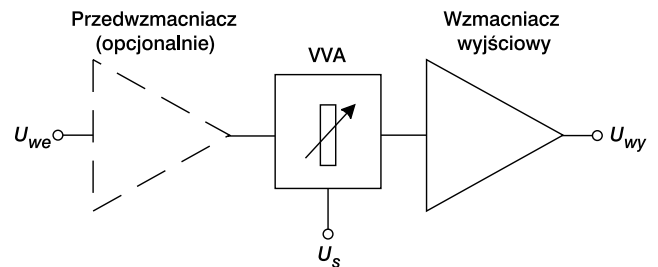 Przedwzmacniacz
(opcjonalnie)
VVA
Wzmacniacz
wyjściowy
Uwe
Uwy
Us